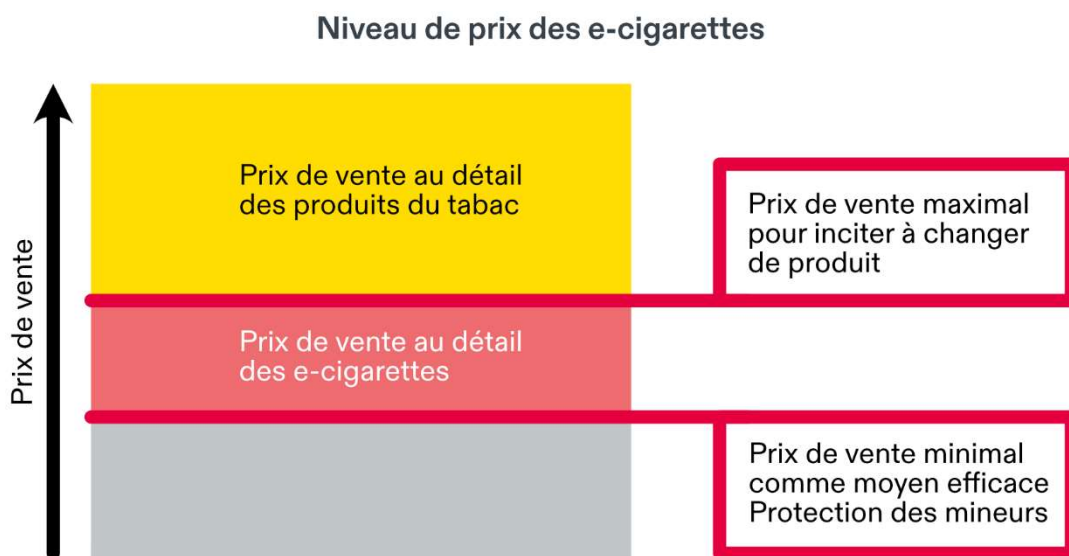 Niveau de prix des e-cigarettes
Prix de vente
Prix de vente au détail
des produits du tabac
Prix de vente maximal
pour inciter à changer
de produit
Prix de vente au détail
des e-cigarettes
Prix de vente minimal
comme moyen efficace
Protection des mineurs